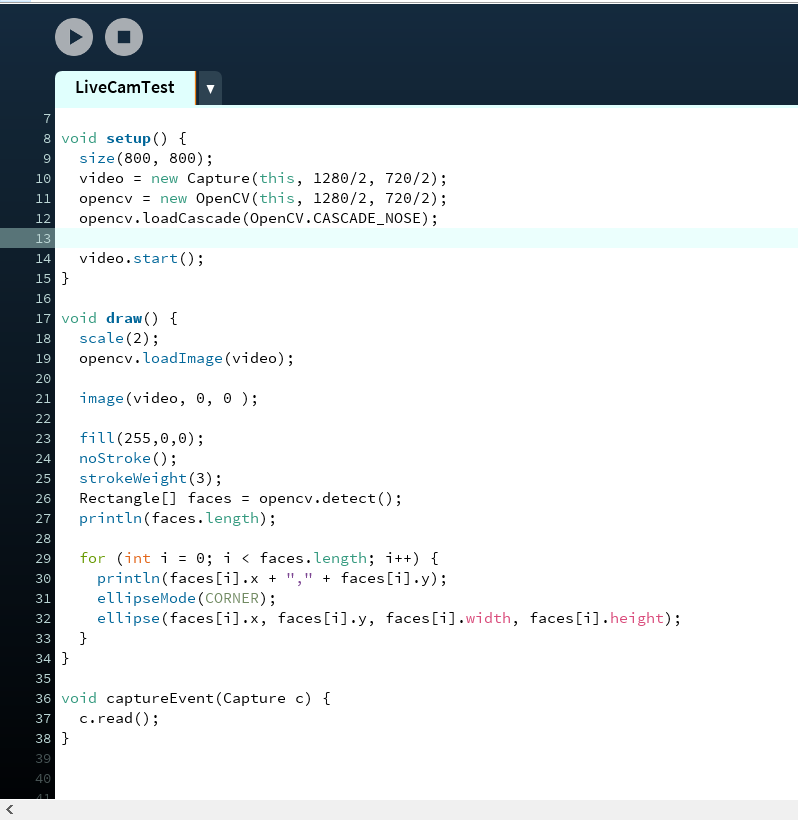 LiveCamTest ▼
7
8 void setup() {
9 size(800, 800);
10 video = new Capture(this, 1280/2, 720/2);
11 opencv = new OpenCV(this, 1280/2, 720/2);
12 opencv.loadCascade(OpenCV.CASCADE_NOSE);
13
14 video.start();
15 }
16
17 void draw() {
18 scale(2);
19 opencv.loadImage(video);
20
21 image(video, 0, 0 );
22
23 fill(255,0,0);
24 noStroke();
25 strokeWeight(3);
26 Rectangle[] faces = opencv.detect();
27 println(faces.length);
28
29 for (int i = 0; i < faces.length; i++) {
30 println(faces[i].x + "," + faces[i].y);
31 ellipseMode(CORNER);
32 ellipse(faces[i].x, faces[i].y, faces[i].width, faces[i].height);
33 }
34 }
35
36 void captureEvent(Capture c) {
37 c.read();
38 }
39
40
41